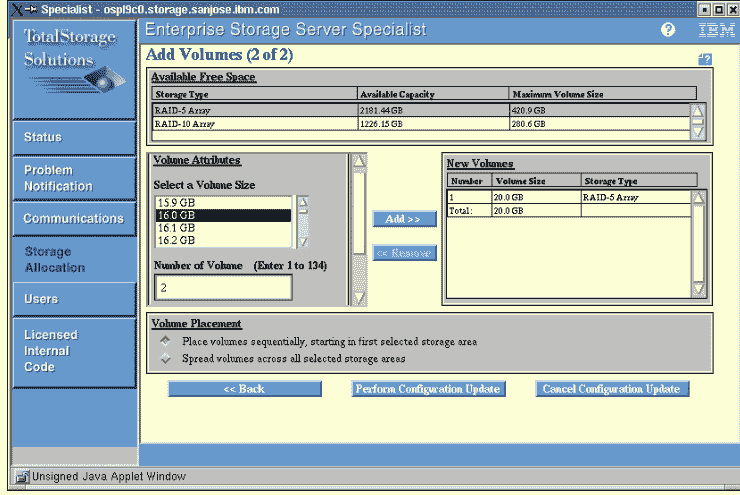 Specialist - ospl9c0.storage.sanjose.ibm.com
TotalStorage
Solutions
Enterprise Storage Server Specialist
?
IBM
Add Volumes (2 of 2)
?
Available Free Space
Storage Type Available Capacity Maximum Volume Size
RAID-5 Array 2181.44 GB 420.9 GB
RAID-10 Array 1226.15 GB 280.6 GB
Status
Problem
Notification
Communications
Storage
Allocation
Users
Licensed
Internal
Code
Volume Attributes
Select a Volume Size
15.9 GB
16.0 GB
16.1 GB
16.2 GB
Number of Volume (Enter 1 to 134)
2
Add >>
<< Remove
New Volumes
Number Volume Size Storage Type
1 20.0 GB RAID-5 Array
Total: 20.0 GB
Volume Placement
Place volumes sequentially, starting in first selected storage area
Spread volumes across all selected storage areas
<< Back
Perform Configuration Update
Cancel Configuration Update
Unsigned Java Applet Window